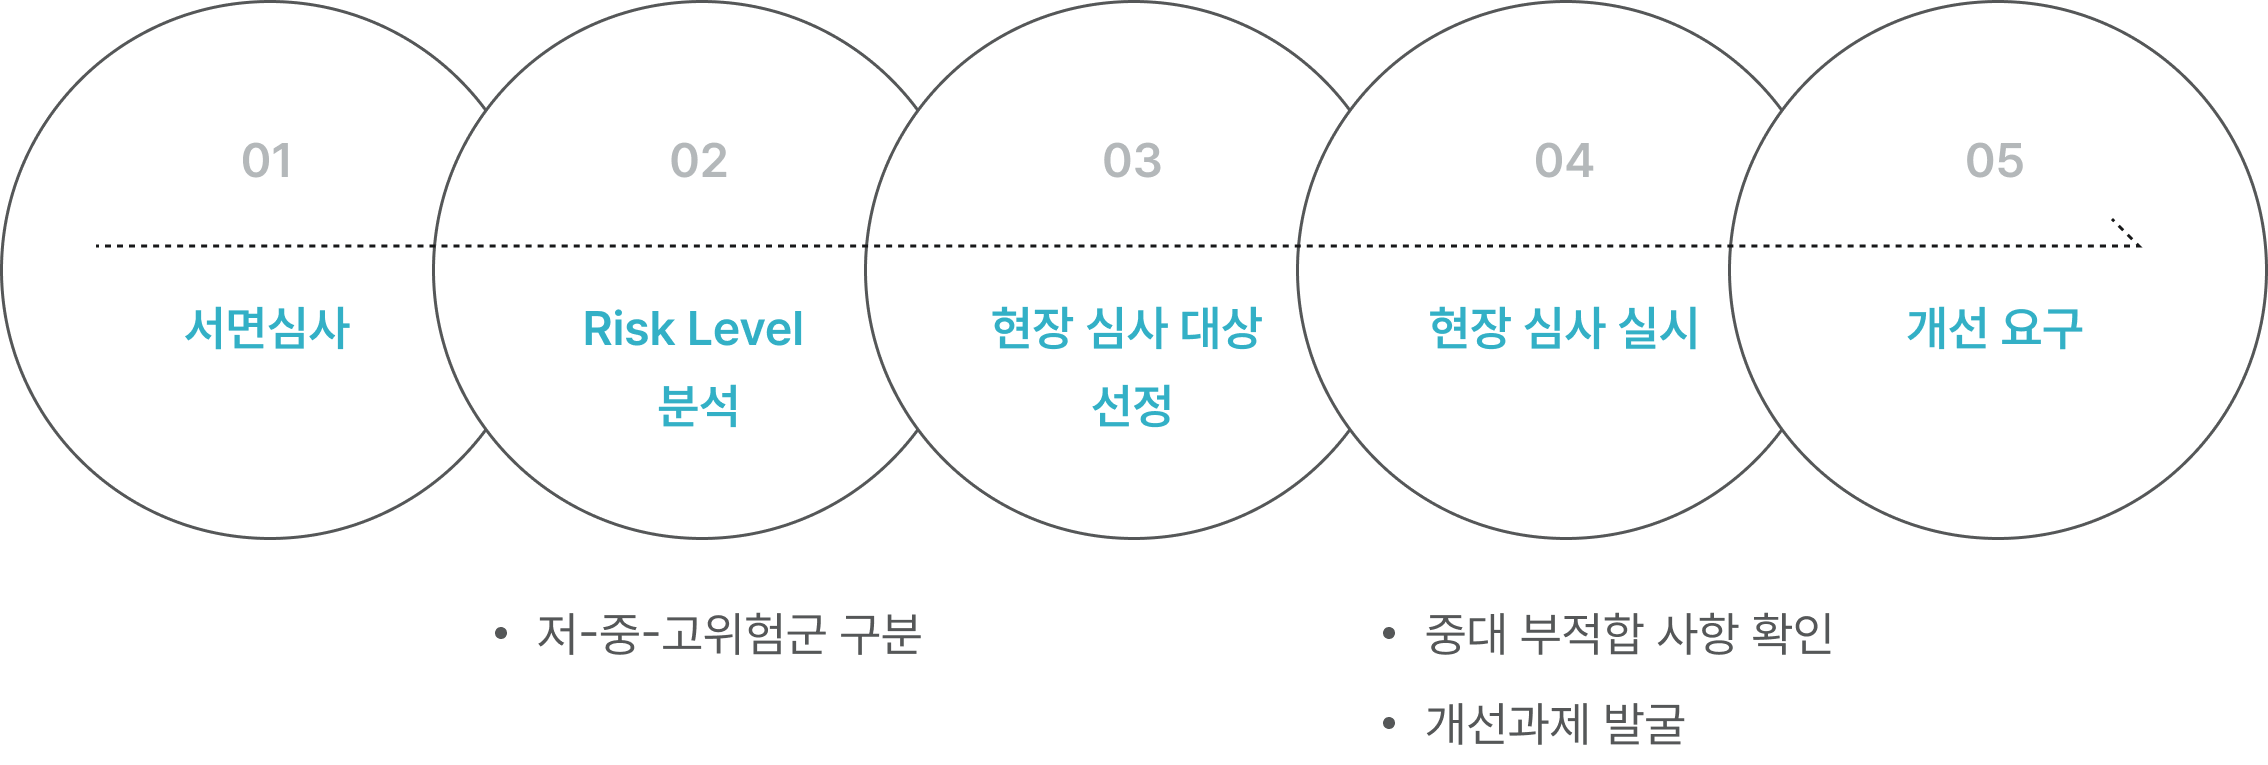 01
서면심사
02
Risk Level
분석
03
현장 심사 대상
선정
04
현장 심사 실시
05
개선 요구
• 저-중-고위험군 구분
• 중대 부적합 사항 확인
• 개선과제 발굴